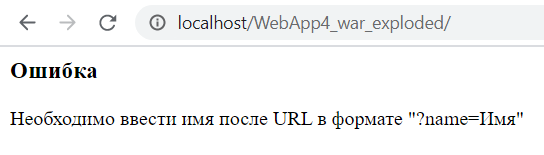 localhost/WebApp4_war_exploded/
Ошибка
Необходимо ввести имя после URL в формате "?name=Имя"